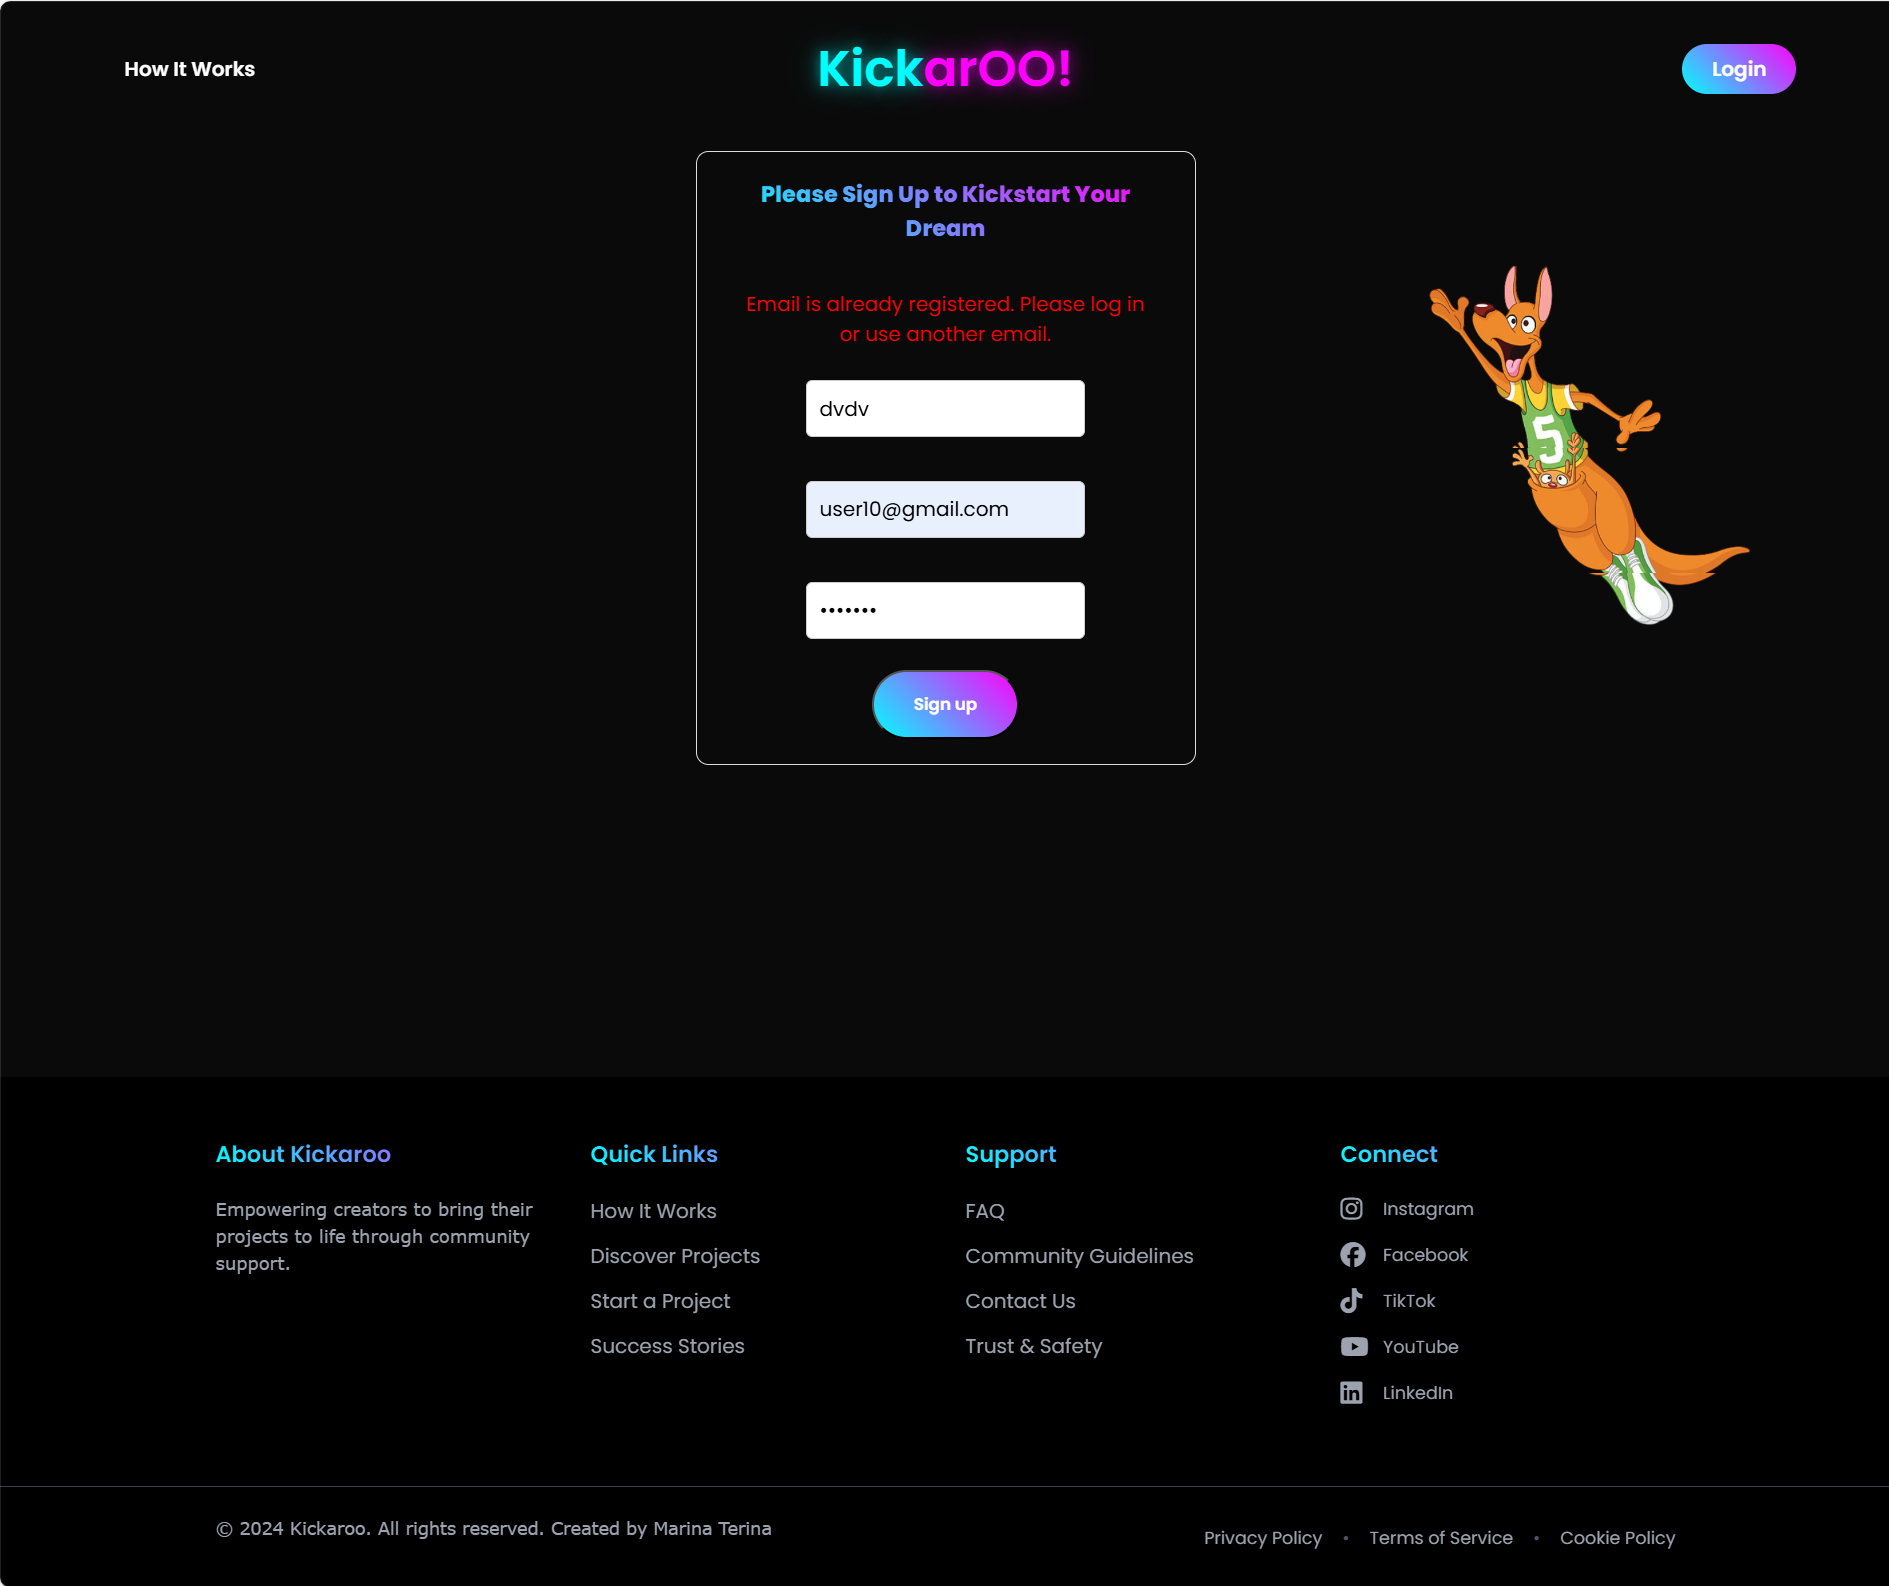 How It Works
KickarOO!
Login
Please Sign Up to Kickstart Your
Dream
Email is already registered. Please log in
or use another email.
dvdv
user10@gmail.com
•••••••
Sign up
5
About Kickaroo
Empowering creators to bring their
projects to life through community
support.
Quick Links
How It Works
Discover Projects
Start a Project
Success Stories
Support
FAQ
Community Guidelines
Contact Us
Trust & Safety
Connect
Instagram
Facebook
TikTok
YouTube
LinkedIn
© 2024 Kickaroo. All rights reserved. Created by Marina Terina
Privacy Policy • Terms of Service • Cookie Policy